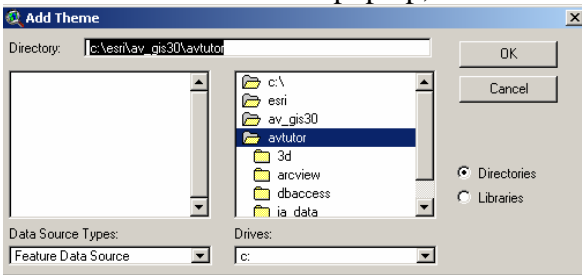 Add Theme
Directory: c:\esri\av_gis30\avtutor
OK
Cancel
c:\
esri
av_gis30
avtutor
3d
arcview
dbaccess
ia_data
Directories
Libraries
Data Source Types:
Drives:
Feature Data Source
c: